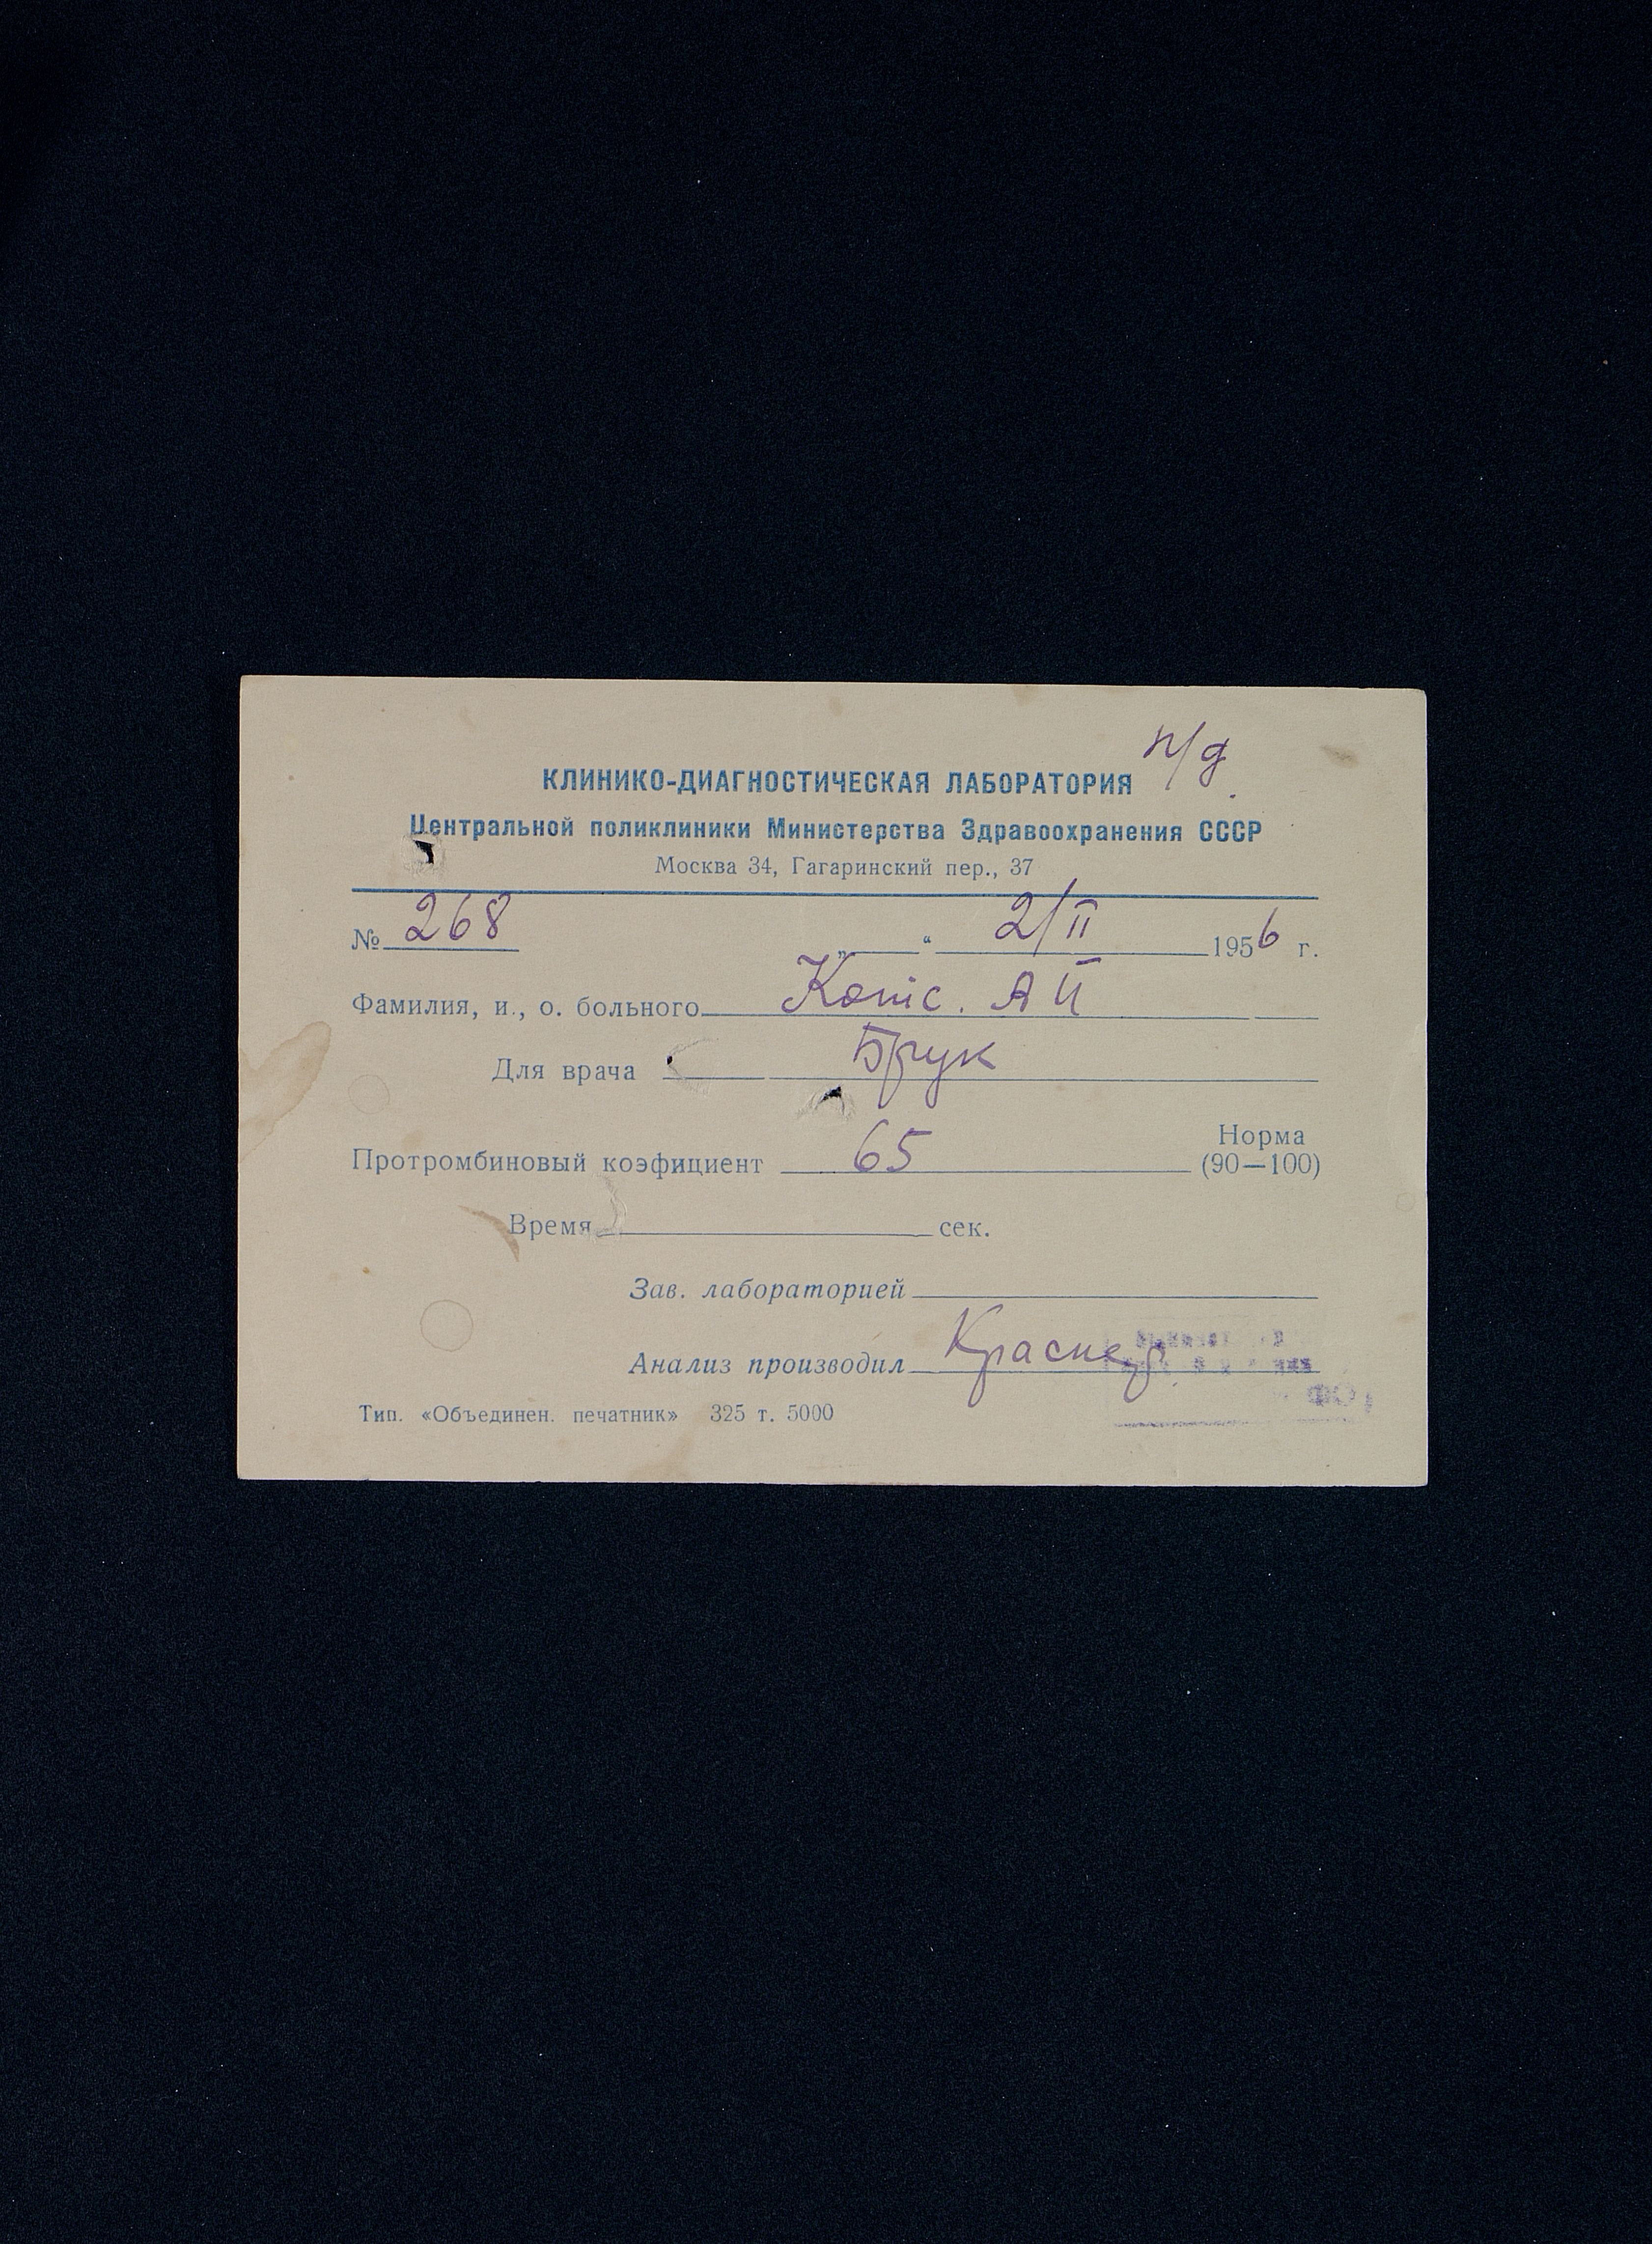 п/д.
КЛИНИКО-ДИАГНОСТИЧЕСКАЯ ЛАБОРАТОРИЯ
Центральной поликлиники Министерства Здравоохранения СССР
Москва 34, Гагаринский пер., 37
№ 268 „ “ 2/II 1956 г.
Фамилия, и., о. больного А И
Для врача Брук
Протромбиновый коэфициент 65 Норма (90—100)
Время сек.
Зав. лабораторией
Анализ производил
Тип. «Объединен. печатник» 325 т. 5000